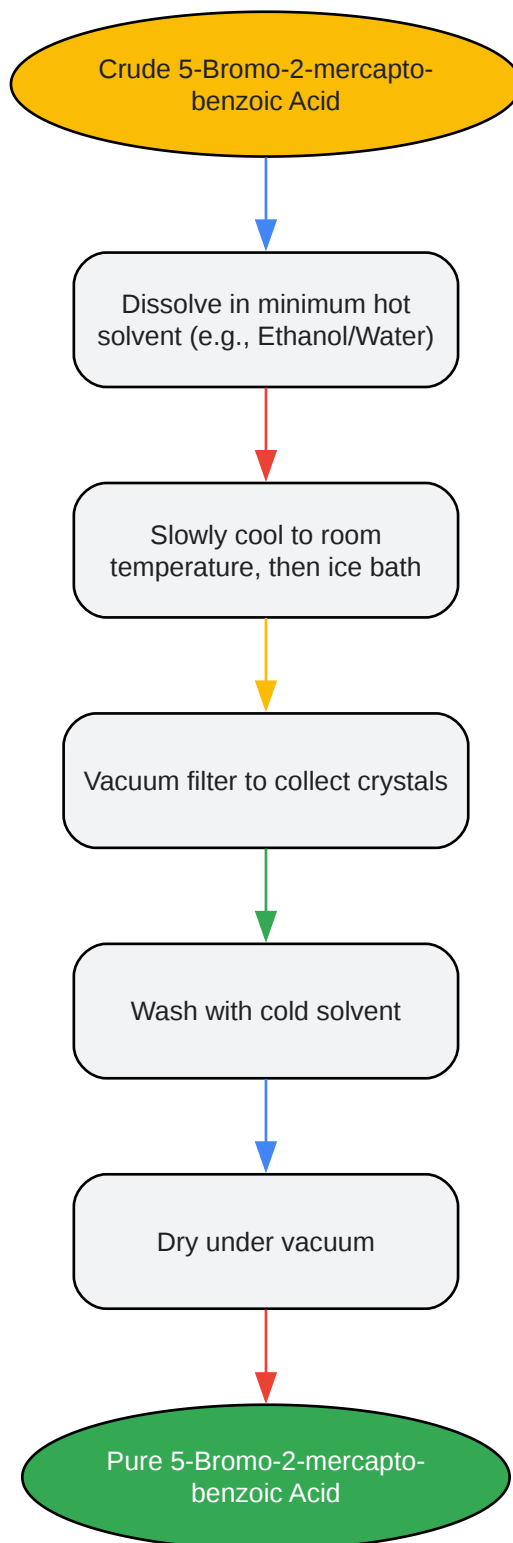 Crude 5-Bromo-2-mercapto-
benzoic Acid
Dissolve in minimum hot
solvent (e.g., Ethanol/Water)
Slowly cool to room
temperature, then ice bath
Vacuum filter to collect crystals
Wash with cold solvent
Dry under vacuum
Pure 5-Bromo-2-mercapto-
benzoic Acid